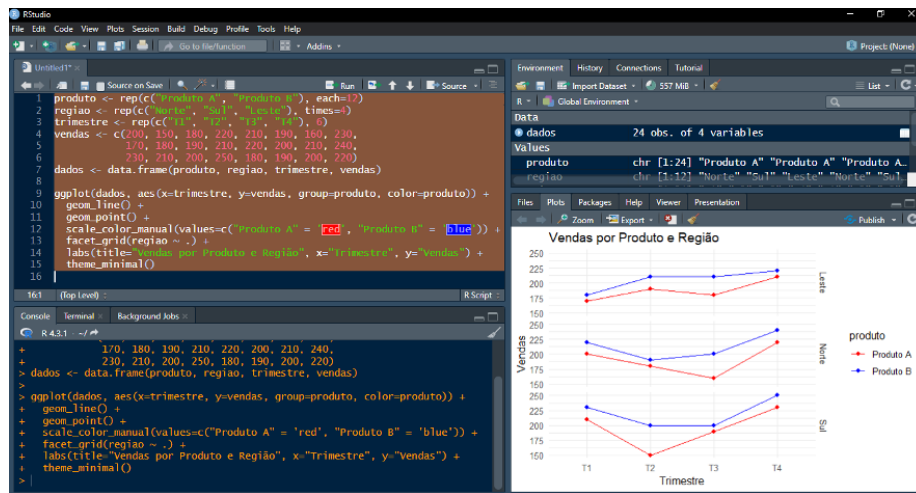 RStudio
File Edit Code View Plots Session Build Debug Profile Tools Help
Go to file/function
Addins
Project: (None)
Untitled1*
Source on Save
Run
Source
1 produto <- rep(c("Produto A", "Produto B"), each=12)
2 regiao <- rep(c("Norte", "Sul", "Leste"), times=4)
3 trimestre <- rep(c("T1", "T2", "T3", "T4"), 6)
4 vendas <- c(200, 150, 180, 220, 210, 190, 160, 230,
5 170, 180, 190, 210, 220, 200, 210, 240,
6 230, 210, 200, 250, 180, 190, 200, 220)
7 dados <- data.frame(produto, regiao, trimestre, vendas)
8
9 ggplot(dados, aes(x=trimestre, y=vendas, group=produto, color=produto)) +
10 geom_line() +
11 geom_point() +
12 scale_color_manual(values=c("Produto A" = 'red', "Produto B" = 'blue')) +
13 facet_grid(regiao ~ .) +
14 labs(title="Vendas por Produto e Região", x="Trimestre", y="Vendas") +
15 theme_minimal()
16
16:1 (Top Level)
R Script
Console Terminal Background Jobs
R 4.3.1 · ~/
+ 170, 180, 190, 210, 220, 200, 210, 240,
+ 230, 210, 200, 250, 180, 190, 200, 220)
> dados <- data.frame(produto, regiao, trimestre, vendas)
>
> ggplot(dados, aes(x=trimestre, y=vendas, group=produto, color=produto)) +
+ geom_line() +
+ geom_point() +
+ scale_color_manual(values=c("Produto A" = 'red', "Produto B" = 'blue')) +
+ facet_grid(regiao ~ .) +
+ labs(title="Vendas por Produto e Região", x="Trimestre", y="Vendas") +
+ theme_minimal()
>
Environment History Connections Tutorial
Import Dataset
557 MiB
List
R
Global Environment
Data
dados 24 obs. of 4 variables
Values
produto chr [1:24] "Produto A" "Produto A" "Produto A…
regiao chr [1:12] "Norte" "Sul" "Leste" "Norte" "Sul…
Files Plots Packages Help Viewer Presentation
Zoom
Export
Publish
Vendas por Produto e Região
250
225
200
175
150
Leste
250
225
200
175
150
Norte
250
225
200
175
150
Sul
Vendas
T1 T2 T3 T4
Trimestre
produto
Produto A
Produto B